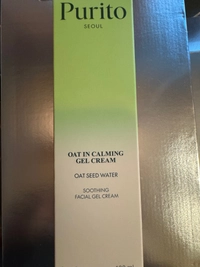 Purito
SEOUL
OAT IN CALMING
GEL CREAM
OAT SEED WATER
SOOTHING
FACIAL GEL CREAM